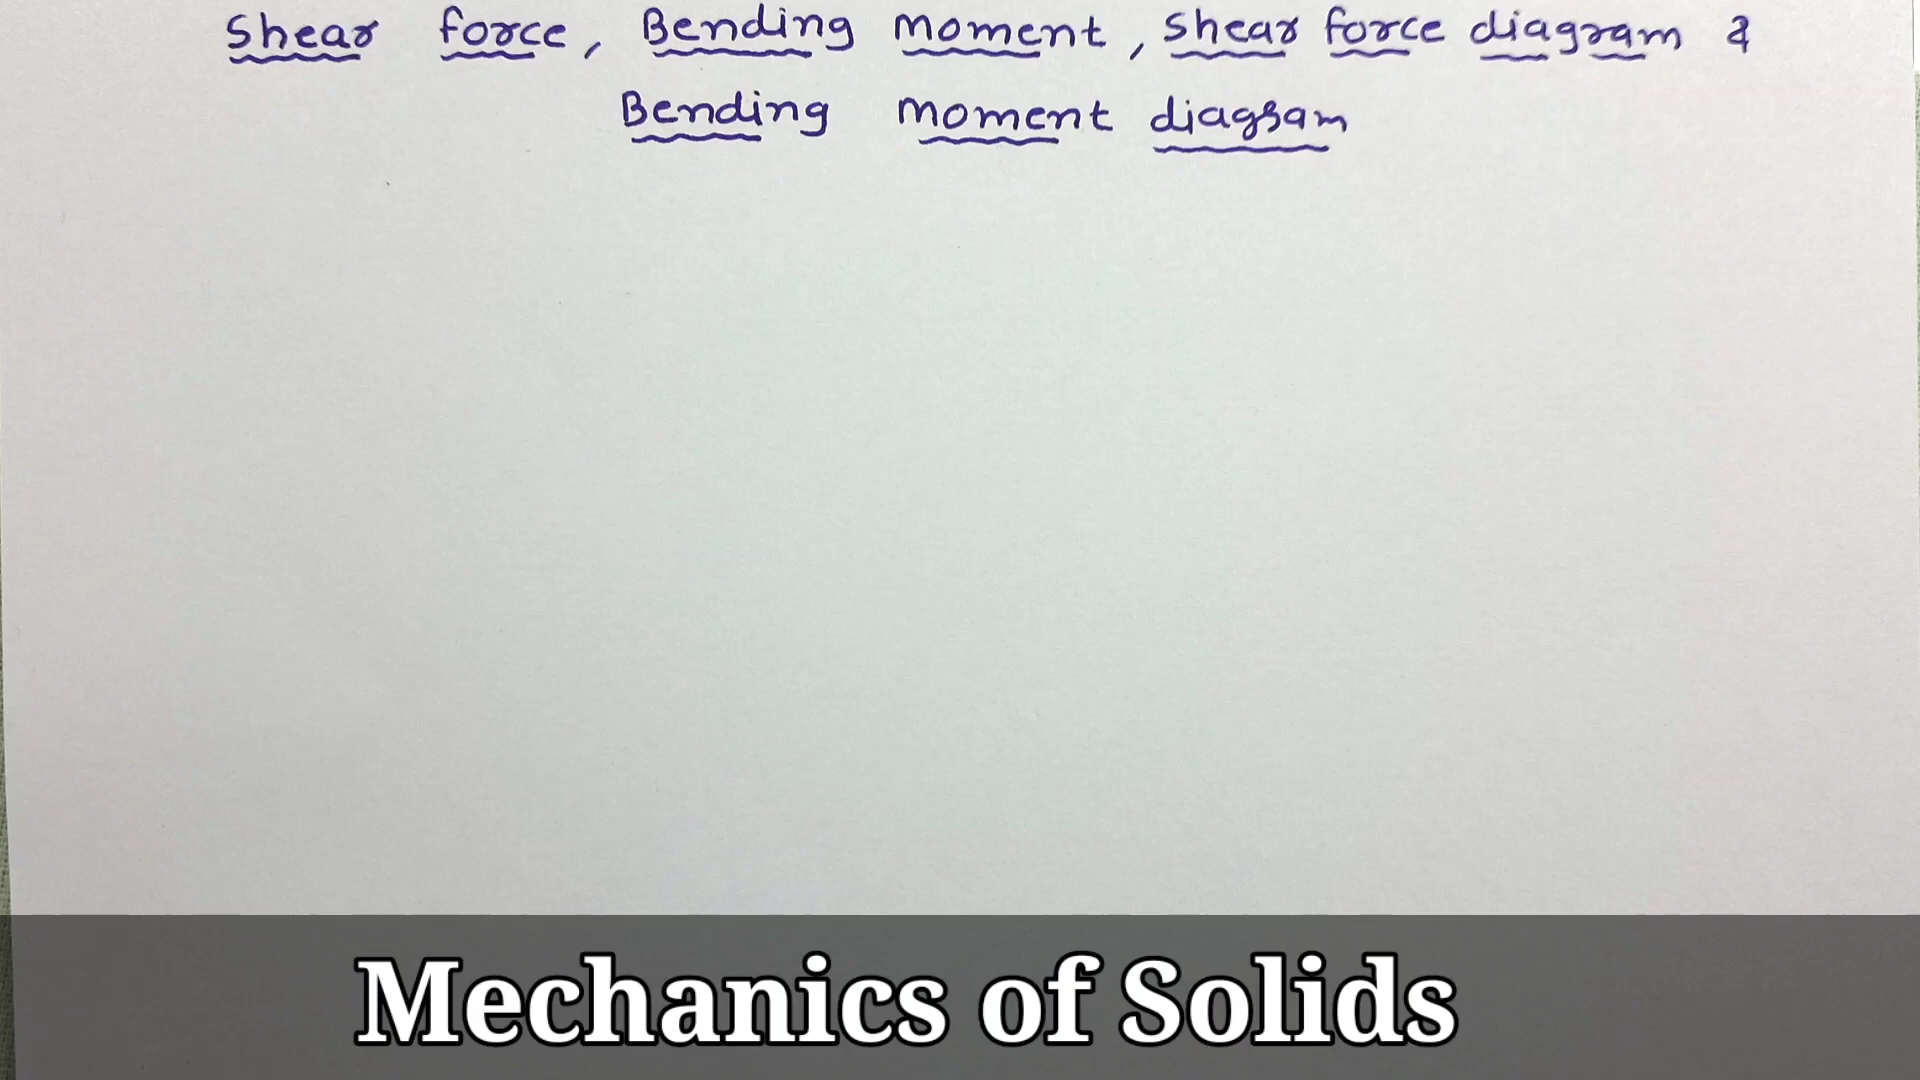 Shear force, Bending moment, Shear force diagram &
Bending moment diagram
Mechanics of Solids